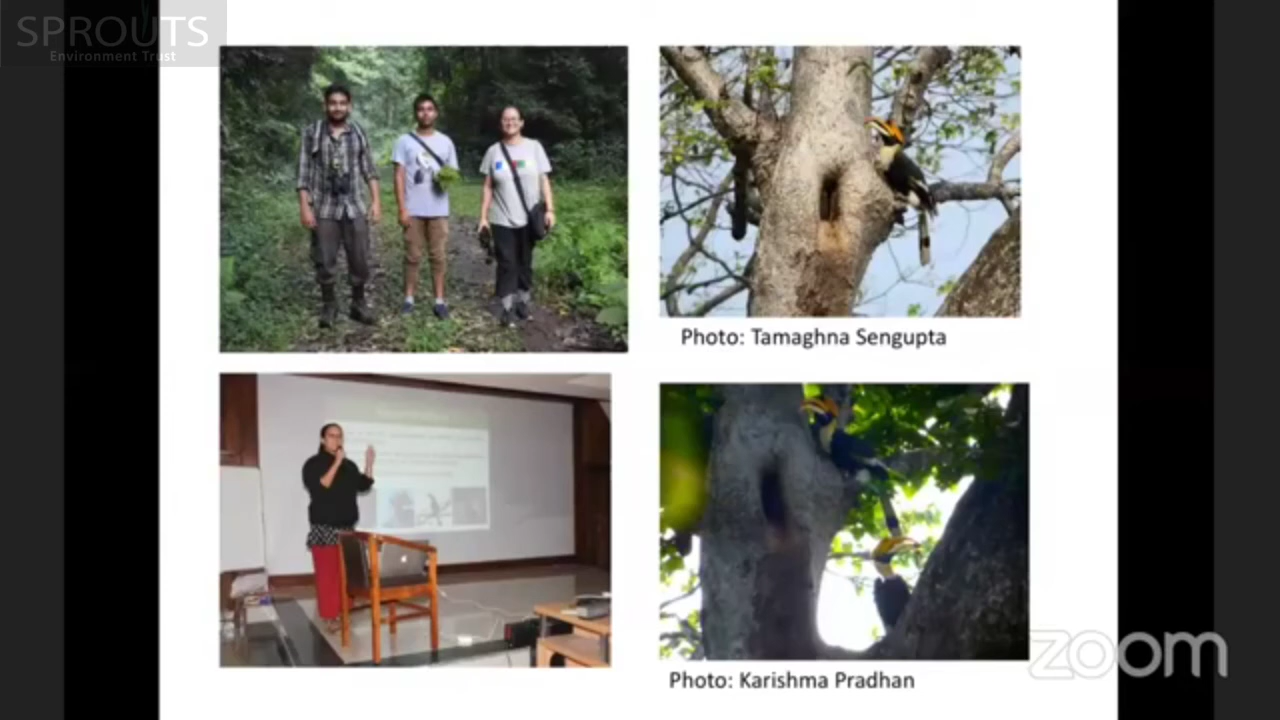 SPROUTS
Environment Trust
Photo: Tamaghna Sengupta
Photo: Karishma Pradhan
zoom